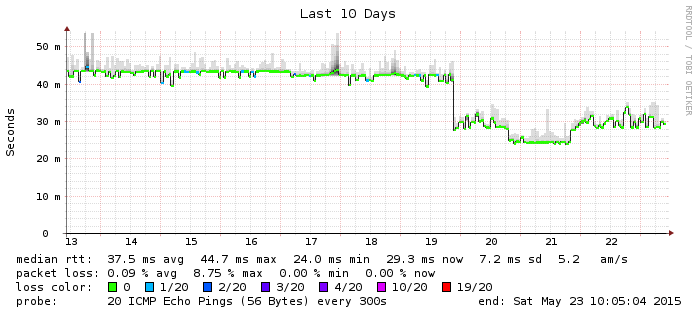 Last 10 Days
RRDTOOL / TOBI OETIKER
Seconds
50 m
40 m
30 m
20 m
10 m
0
13 14 15 16 17 18 19 20 21 22
median rtt: 37.5 ms avg 44.7 ms max 24.0 ms min 29.3 ms now 7.2 ms sd 5.2 am/s
packet loss: 0.09 % avg 8.75 % max 0.00 % min 0.00 % now
loss color: 0 1/20 2/20 3/20 4/20 10/20 19/20
probe: 20 ICMP Echo Pings (56 Bytes) every 300s end: Sat May 23 10:05:04 2015